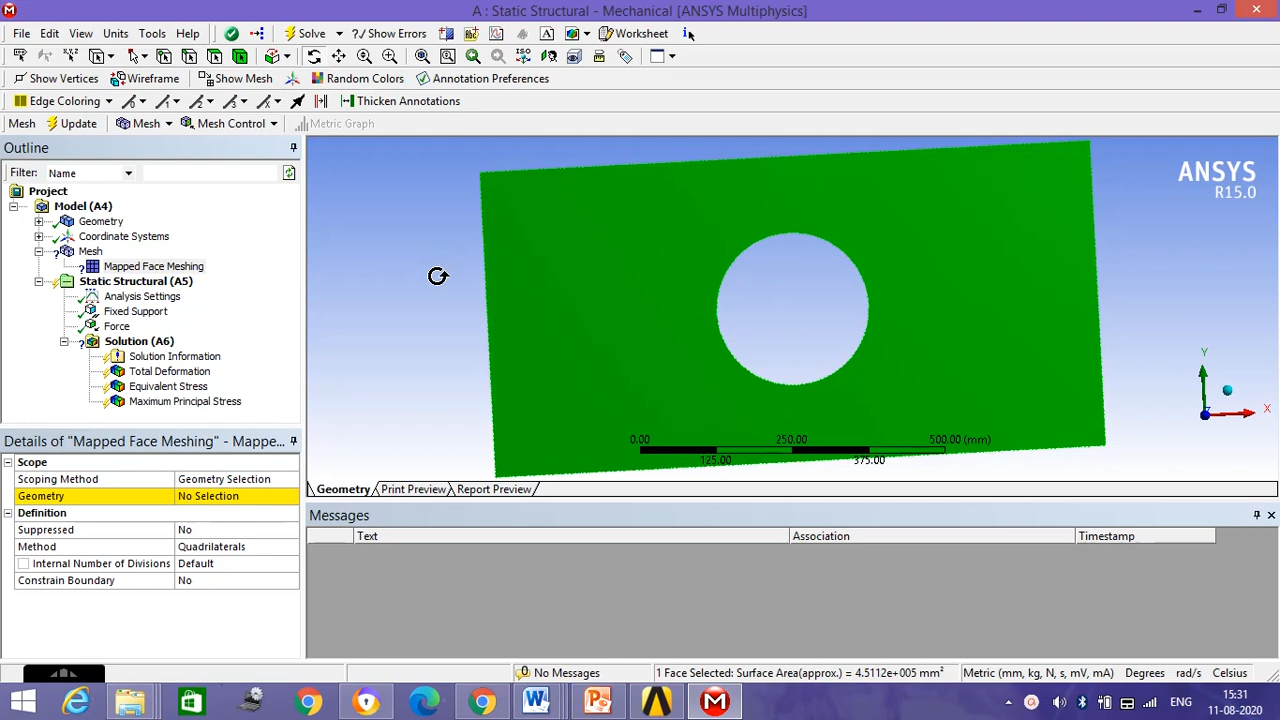 A : Static Structural - Mechanical [ANSYS Multiphysics]
File Edit View Units Tools Help Solve Show Errors A Worksheet i
XYZ ISO
Show Vertices Wireframe Show Mesh Random Colors Annotation Preferences
Edge Coloring Thicken Annotations
Mesh Update Mesh Mesh Control Metric Graph
Outline
Filter: Name
Project
Model (A4)
Geometry
Coordinate Systems
Mesh
Mapped Face Meshing
Static Structural (A5)
Analysis Settings
Fixed Support
Force
Solution (A6)
Solution Information
Total Deformation
Equivalent Stress
Maximum Principal Stress
Details of "Mapped Face Meshing" - Mappe...
Scope
Scoping Method Geometry Selection
Geometry No Selection
Definition
Suppressed No
Method Quadrilaterals
Internal Number of Divisions Default
Constrain Boundary No
ANSYS
R15.0
0.00 250.00 500.00 (mm)
125.00 375.00
Y
X
Z
Geometry Print Preview Report Preview
Messages
Text Association Timestamp
0 No Messages 1 Face Selected: Surface Area(approx.) = 4.5112e+005 mm² Metric (mm, kg, N, s, mV, mA) Degrees rad/s Celsius
ENG 15:31
11-08-2020